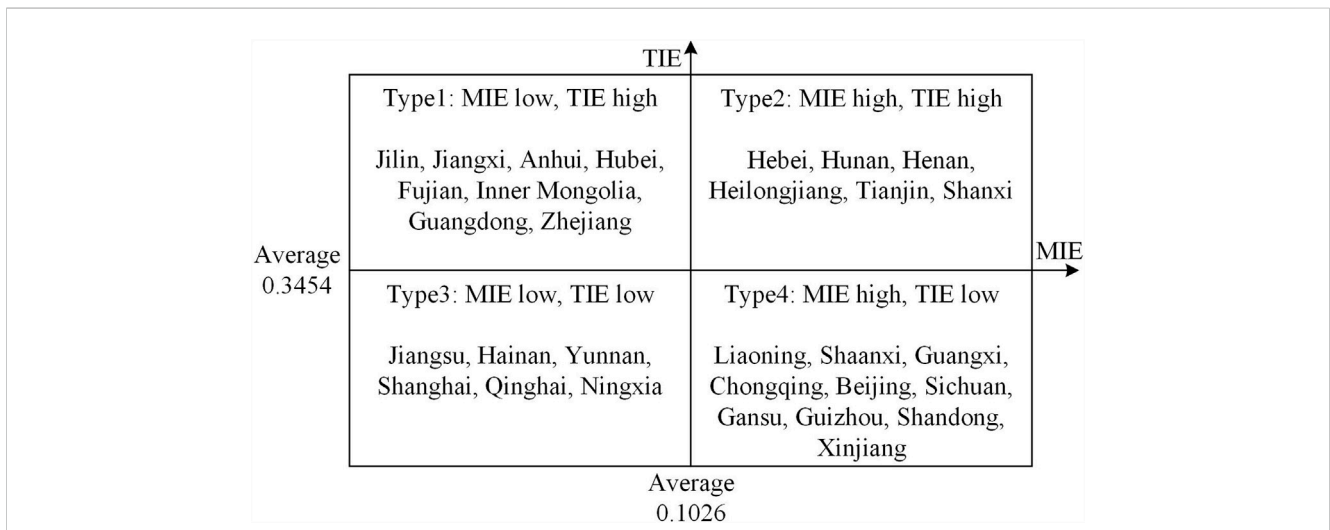 TIE
Type1: MIE low, TIE high
Jilin, Jiangxi, Anhui, Hubei,
Fujian, Inner Mongolia,
Guangdong, Zhejiang
Type2: MIE high, TIE high
Hebei, Hunan, Henan,
Heilongjiang, Tianjin, Shanxi
Average
0.3454
MIE
Type3: MIE low, TIE low
Jiangsu, Hainan, Yunnan,
Shanghai, Qinghai, Ningxia
Type4: MIE high, TIE low
Liaoning, Shaanxi, Guangxi,
Chongqing, Beijing, Sichuan,
Gansu, Guizhou, Shandong,
Xinjiang
Average
0.1026